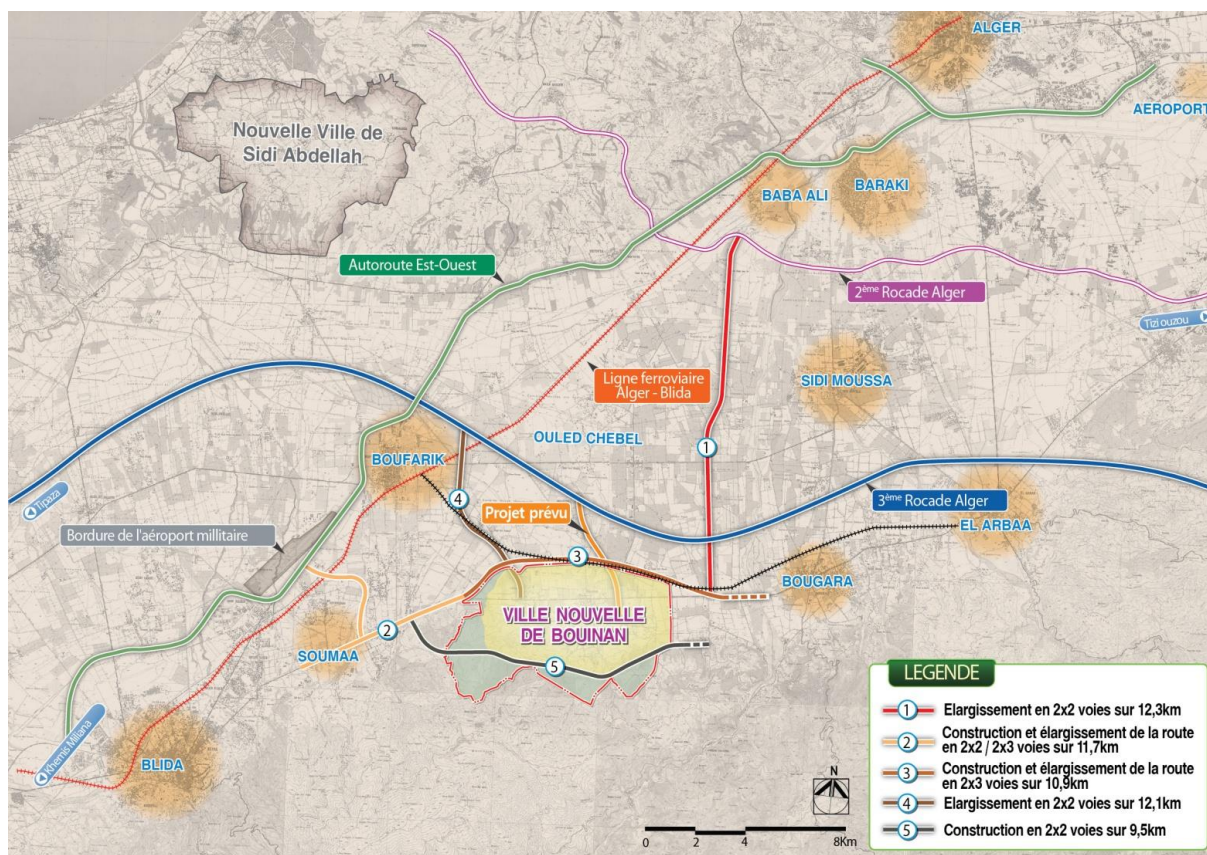 ALGER
AEROPORT
Nouvelle Ville de
Sidi Abdellah
BABA ALI
BARAKI
Autoroute Est-Ouest
2ème Rocade Alger
Tizi ouzou
SIDI MOUSSA
Ligne ferroviaire
Alger - Blida
OULED CHEBEL
1
BOUFARIK
Tipaza
4
3ème Rocade Alger
Projet prévu
EL ARBAA
Bordure de l'aéroport millitaire
3
BOUGARA
VILLE NOUVELLE
DE BOUINAN
2
SOUMAA
5
Khemis Miliana
BLIDA
N
0 2 4 8Km
LEGENDE
1 Elargissement en 2x2 voies sur 12,3km
2 Construction et élargissement de la route
en 2x2 / 2x3 voies sur 11,7km
3 Construction et élargissement de la route
en 2x3 voies sur 10,9km
4 Elargissement en 2x2 voies sur 12,1km
5 Construction en 2x2 voies sur 9,5km